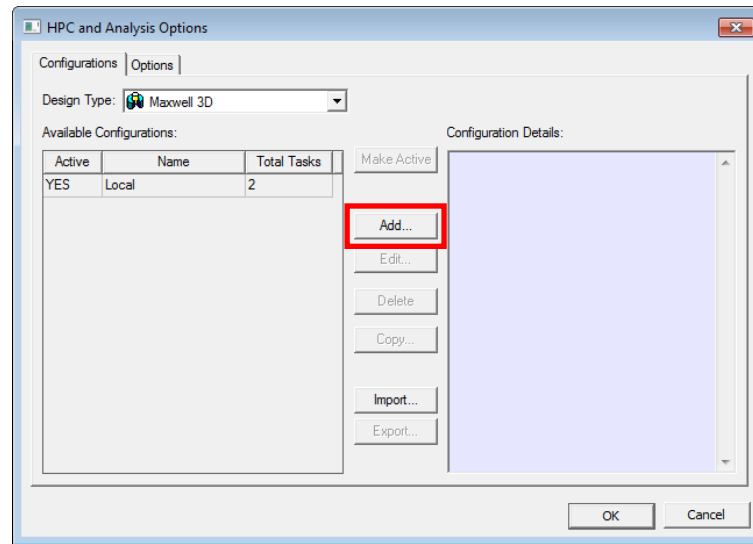 HPC and Analysis Options
Configurations Options
Design Type: Maxwell 3D
Available Configurations:
Configuration Details:
Active Name Total Tasks
YES Local 2
Make Active
Add...
Edit...
Delete
Copy...
Import...
Export...
OK Cancel